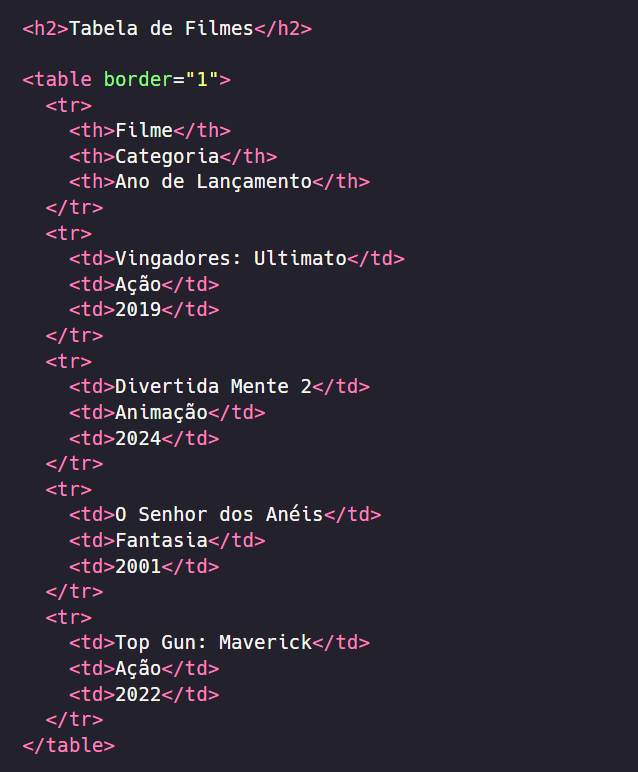 <h2>Tabela de Filmes</h2>
<table border="1">
<tr>
<th>Filme</th>
<th>Categoria</th>
<th>Ano de Lançamento</th>
</tr>
<tr>
<td>Vingadores: Ultimato</td>
<td>Ação</td>
<td>2019</td>
</tr>
<tr>
<td>Divertida Mente 2</td>
<td>Animação</td>
<td>2024</td>
</tr>
<tr>
<td>O Senhor dos Anéis</td>
<td>Fantasia</td>
<td>2001</td>
</tr>
<tr>
<td>Top Gun: Maverick</td>
<td>Ação</td>
<td>2022</td>
</tr>
</table>